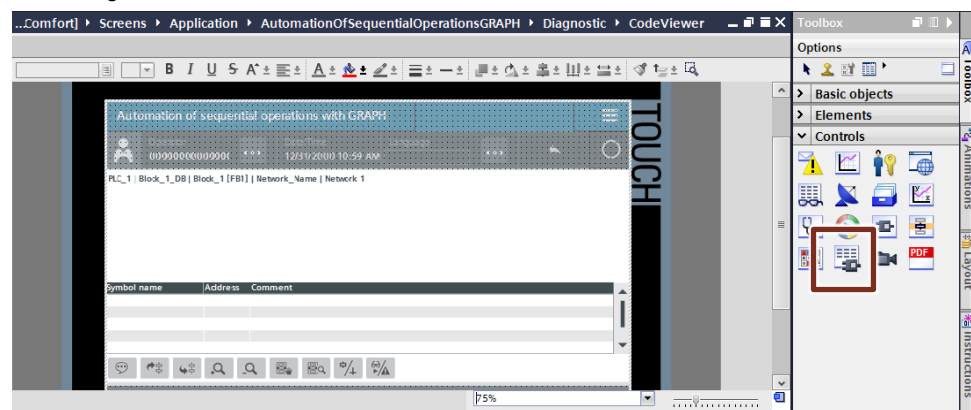 ...Comfort] ▸ Screens ▸ Application ▸ AutomationOfSequentialOperationsGRAPH ▸ Diagnostic ▸ CodeViewer
Toolbox
Options
B I U S A A
Basic objects
Elements
Controls
PDF
Toolbox
Animations
Layout
Instructions
Automation of sequential operations with GRAPH
12/31/2000 10:59 AM
TOUCH
PLC_1 | Block_1_DB | Block_1 [FB1] | Network_Name | Network 1
Symbol name Address Comment
75%